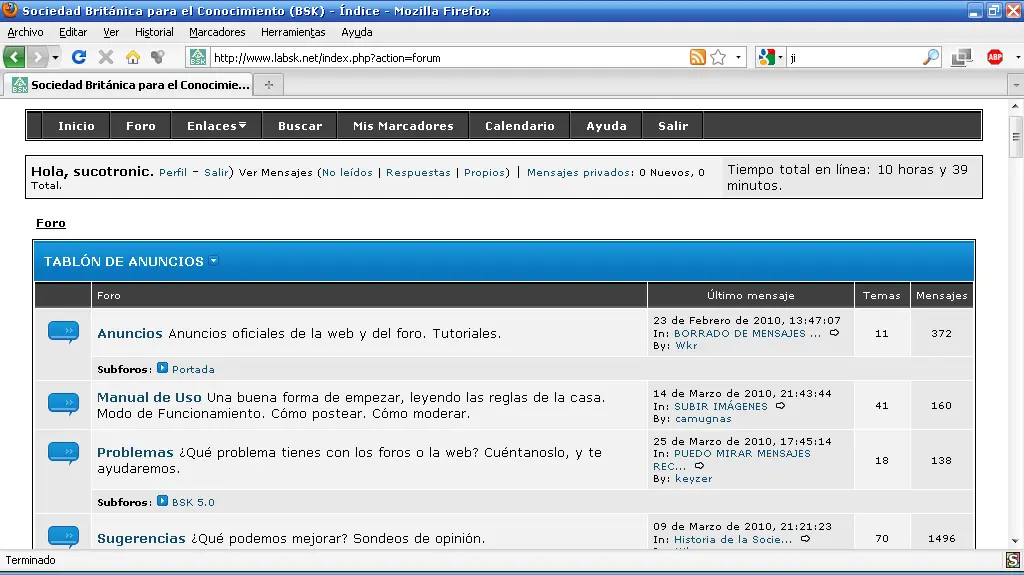 Sociedad Británica para el Conocimiento (BSK) - Índice - Mozilla Firefox
Archivo Editar Ver Historial Marcadores Herramientas Ayuda
BSK http://www.labsk.net/index.php?action=forum ji ABP
BSK Sociedad Británica para el Conocimie...
Inicio Foro Enlaces Buscar Mis Marcadores Calendario Ayuda Salir
Hola, sucotronic. Perfil - Salir) Ver Mensajes (No leídos | Respuestas | Propios) | Mensajes privados: 0 Nuevos, 0
Total.
Tiempo total en línea: 10 horas y 39
minutos.
Foro
TABLÓN DE ANUNCIOS
Foro Último mensaje Temas Mensajes
Anuncios Anuncios oficiales de la web y del foro. Tutoriales.
23 de Febrero de 2010, 13:47:07
In: BORRADO DE MENSAJES ...
By: Wkr
11 372
Subforos: Portada
Manual de Uso Una buena forma de empezar, leyendo las reglas de la casa.
Modo de Funcionamiento. Cómo postear. Cómo moderar.
14 de Marzo de 2010, 21:43:44
In: SUBIR IMÁGENES
By: camugnas
41 160
Problemas ¿Qué problema tienes con los foros o la web? Cuéntanoslo, y te
ayudaremos.
25 de Marzo de 2010, 17:45:14
In: PUEDO MIRAR MENSAJES
REC...
By: keyzer
18 138
Subforos: BSK 5.0
Sugerencias ¿Qué podemos mejorar? Sondeos de opinión.
09 de Marzo de 2010, 21:21:23
In: Historia de la Socie...
70 1496
Terminado